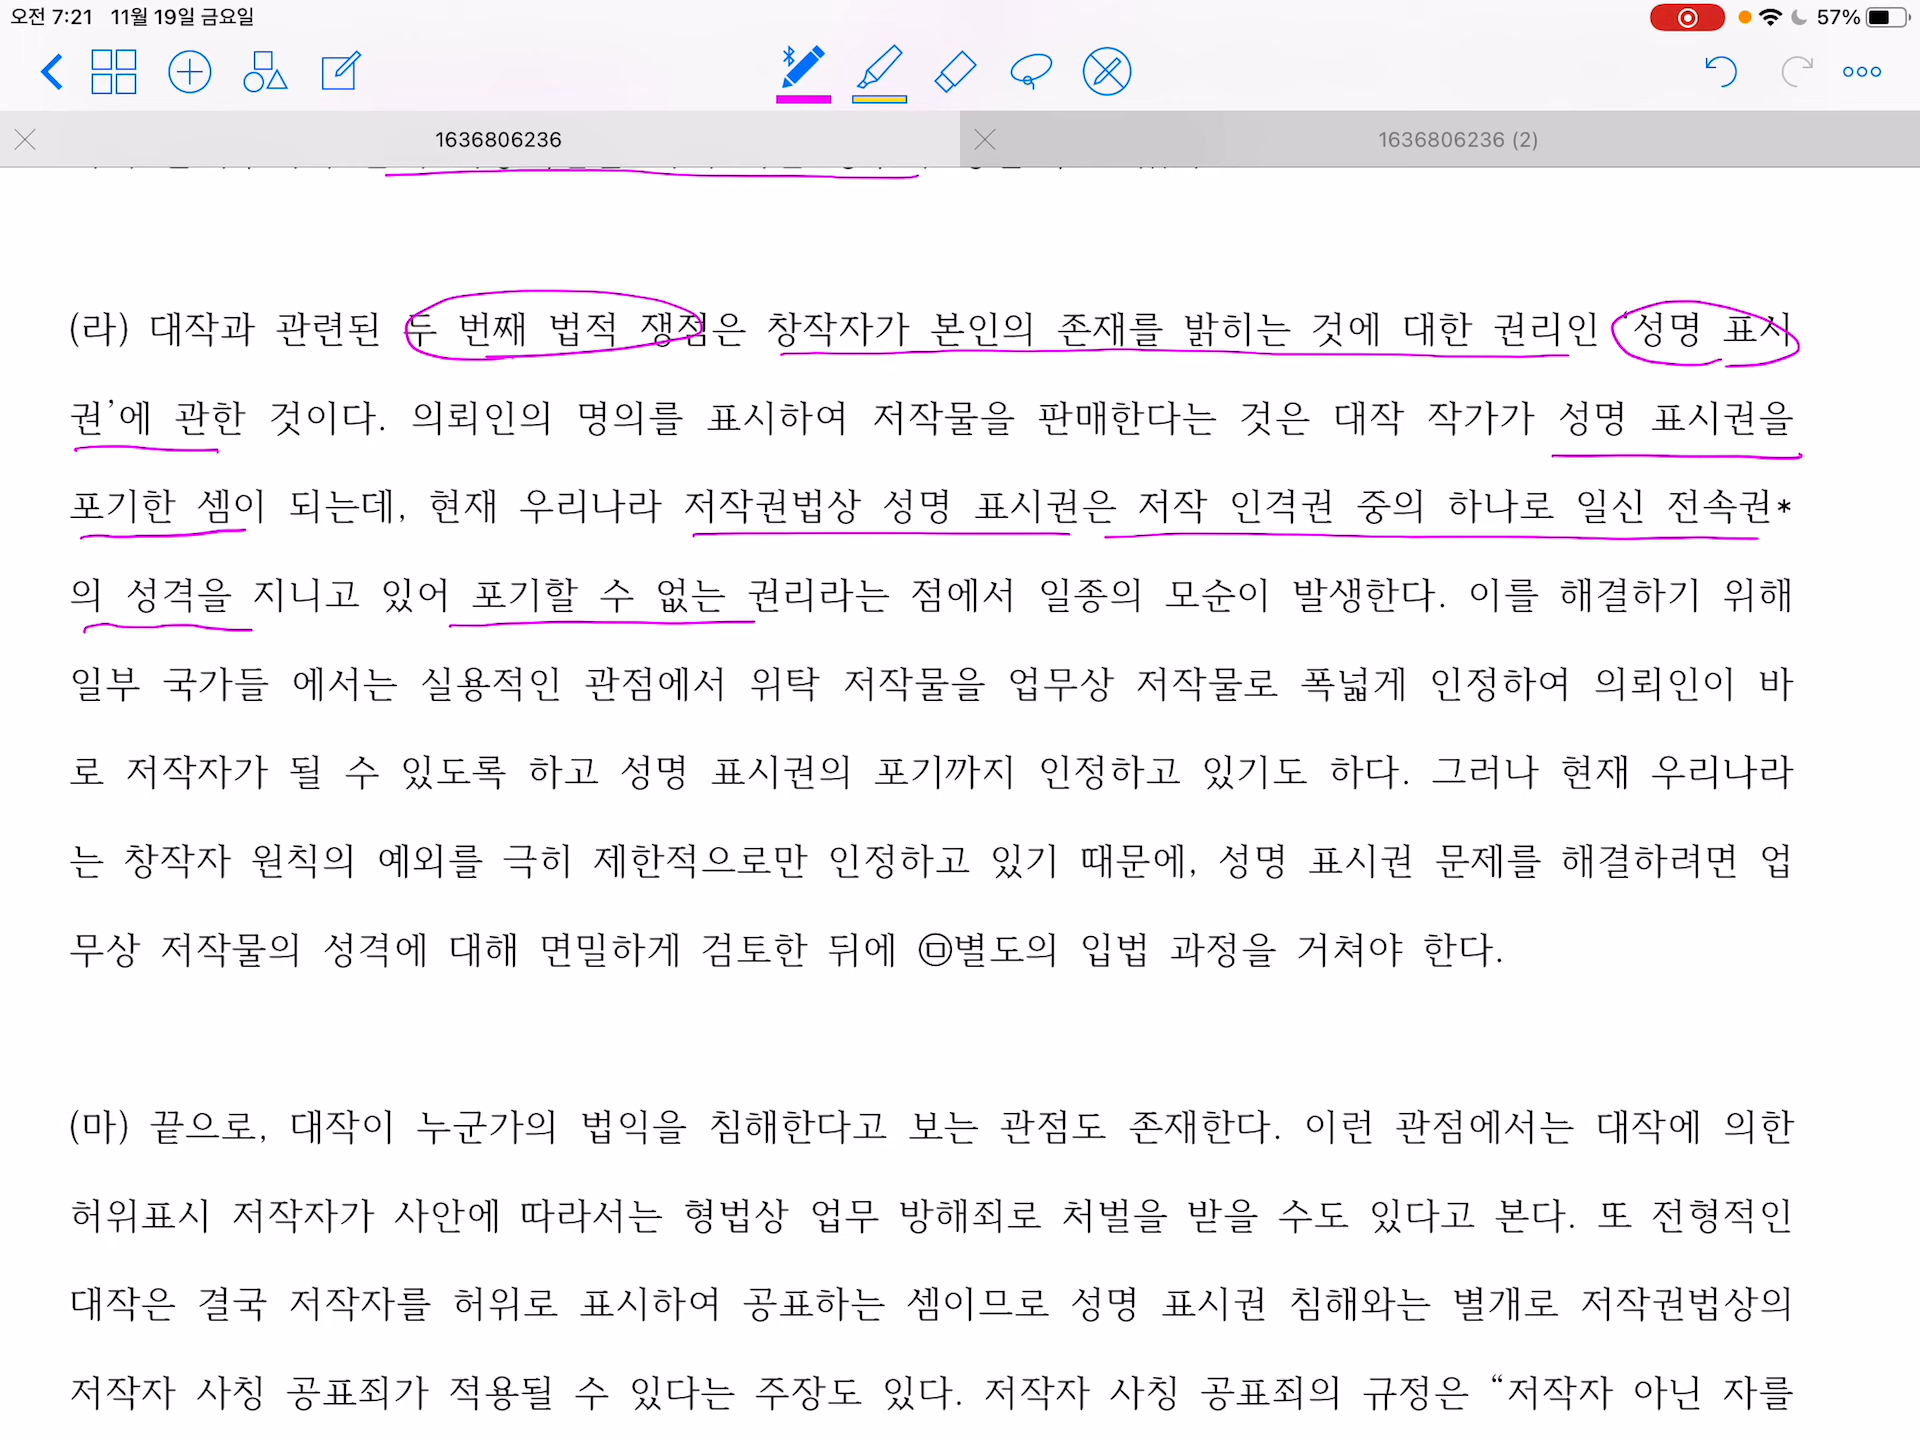 오전 7:21 11월 19일 금요일
57%
1636806236
1636806236 (2)
(라) 대작과 관련된 두 번째 법적 쟁점은 창작자가 본인의 존재를 밝히는 것에 대한 권리인 ‘성명 표시
권’에 관한 것이다. 의뢰인의 명의를 표시하여 저작물을 판매한다는 것은 대작 작가가 성명 표시권을
포기한 셈이 되는데, 현재 우리나라 저작권법상 성명 표시권은 저작 인격권 중의 하나로 일신 전속권*
의 성격을 지니고 있어 포기할 수 없는 권리라는 점에서 일종의 모순이 발생한다. 이를 해결하기 위해
일부 국가들 에서는 실용적인 관점에서 위탁 저작물을 업무상 저작물로 폭넓게 인정하여 의뢰인이 바
로 저작자가 될 수 있도록 하고 성명 표시권의 포기까지 인정하고 있기도 하다. 그러나 현재 우리나라
는 창작자 원칙의 예외를 극히 제한적으로만 인정하고 있기 때문에, 성명 표시권 문제를 해결하려면 업
무상 저작물의 성격에 대해 면밀하게 검토한 뒤에 ㉤별도의 입법 과정을 거쳐야 한다.
(마) 끝으로, 대작이 누군가의 법익을 침해한다고 보는 관점도 존재한다. 이런 관점에서는 대작에 의한
허위표시 저작자가 사안에 따라서는 형법상 업무 방해죄로 처벌을 받을 수도 있다고 본다. 또 전형적인
대작은 결국 저작자를 허위로 표시하여 공표하는 셈이므로 성명 표시권 침해와는 별개로 저작권법상의
저작자 사칭 공표죄가 적용될 수 있다는 주장도 있다. 저작자 사칭 공표죄의 규정은 “저작자 아닌 자를